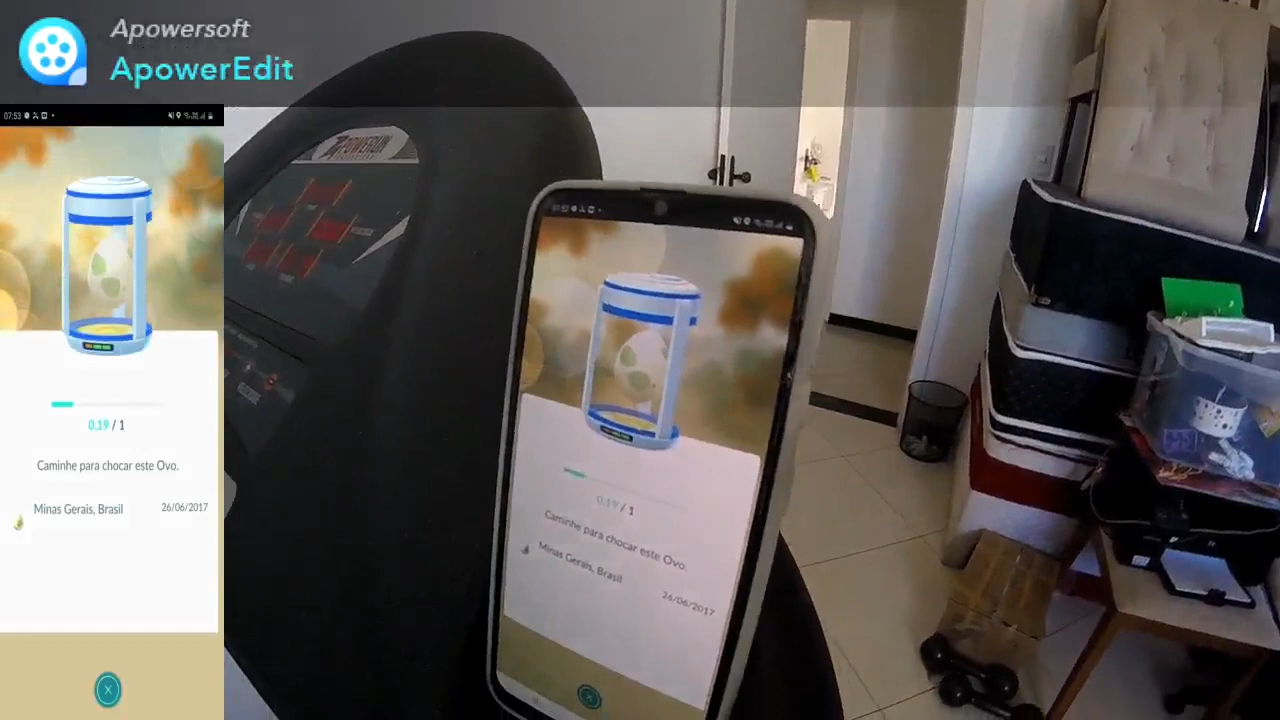 Apowersoft
ApowerEdit
07:53
0.19 / 1
Caminhe para chocar este Ovo.
Minas Gerais, Brasil
26/06/2017
0.19 / 1
Caminhe para chocar este Ovo.
Minas Gerais, Brasil
26/06/2017